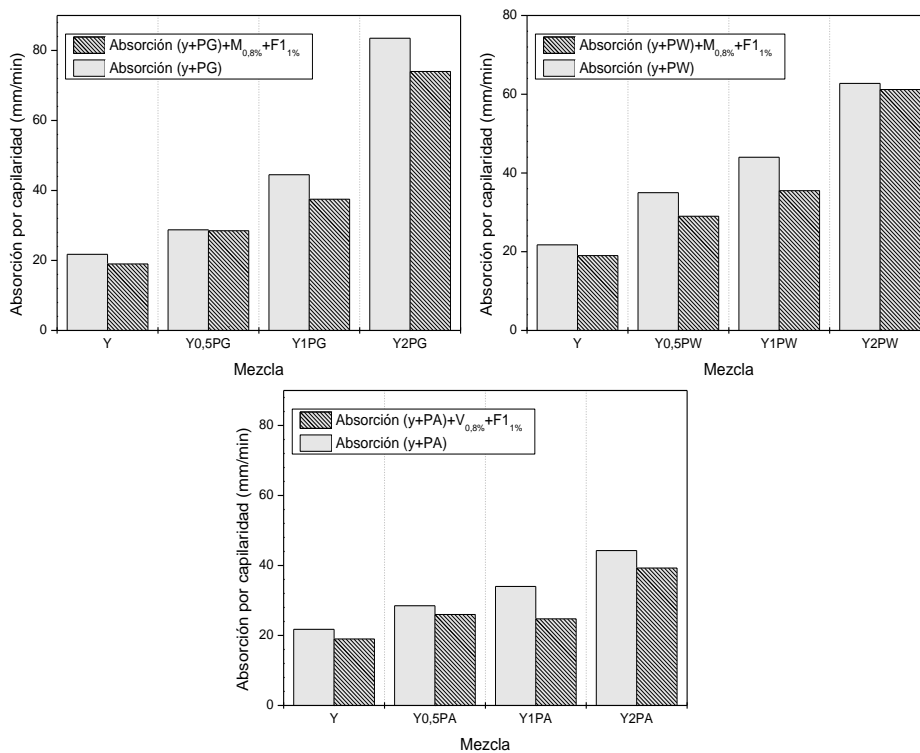 Absorción por capilaridad (mm/min)
80
60
40
20
0
Absorción (y+PG)+M0,8%+F11%
Absorción (y+PG)
Y
Y0,5PG
Y1PG
Y2PG
Mezcla
Absorción por capilaridad (mm/min)
80
60
40
20
0
Absorción (y+PW)+M0,8%+F11%
Absorción (y+PW)
Y
Y0,5PW
Y1PW
Y2PW
Mezcla
Absorción por capilaridad (mm/min)
80
60
40
20
0
Absorción (y+PA)+V0,8%+F11%
Absorción (y+PA)
Y
Y0,5PA
Y1PA
Y2PA
Mezcla